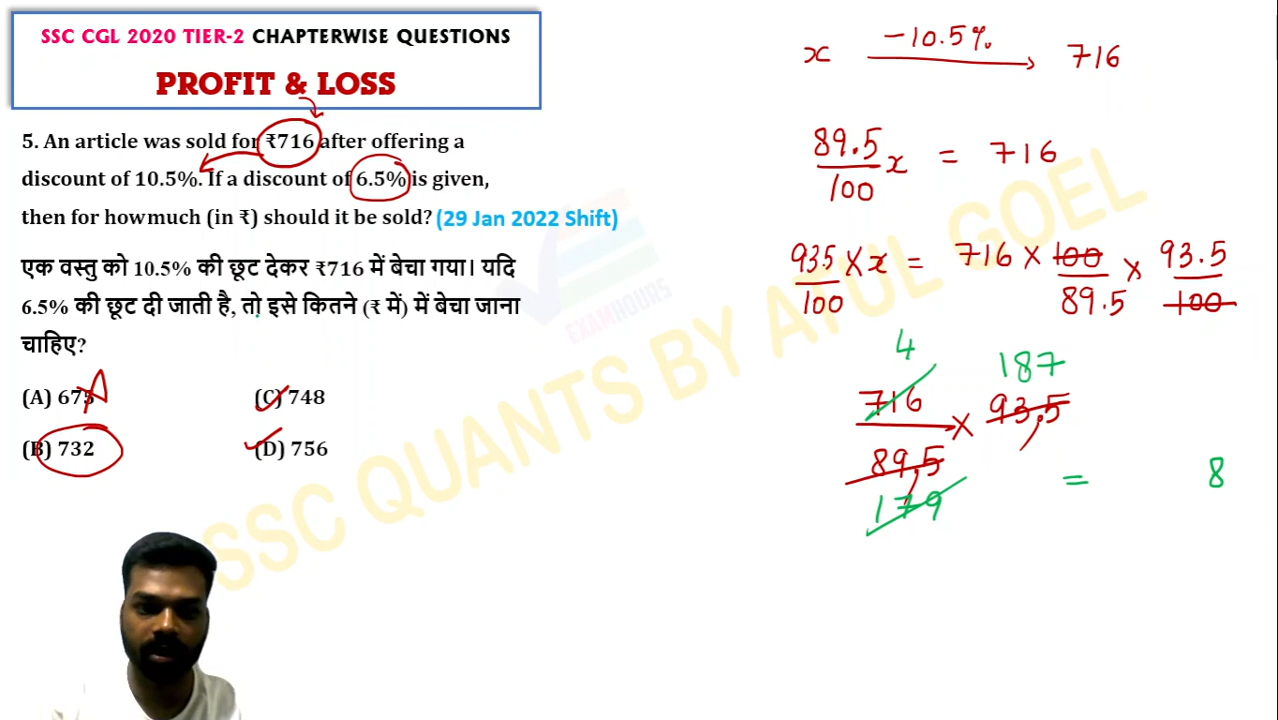 SSC CGL 2020 TIER-2 CHAPTERWISE QUESTIONS
PROFIT & LOSS
5. An article was sold for ₹716 after offering a
discount of 10.5%. If a discount of 6.5% is given,
then for howmuch (in ₹) should it be sold? (29 Jan 2022 Shift)
एक वस्तु को 10.5% की छूट देकर ₹716 में बेचा गया। यदि
6.5% की छूट दी जाती है, तो इसे कितने (₹ में) में बेचा जाना
चाहिए?
(A) 675 (C) 748
(B) 732 (D) 756
x -10.5% 716
89.5/100 x = 716
935/100 × x = 716 × 100/89.5 × 93.5/100
4 187
716 × 93.5
89.5
179 = 8
EXAMHOURS
SSC QUANTS BY ATUL GOEL